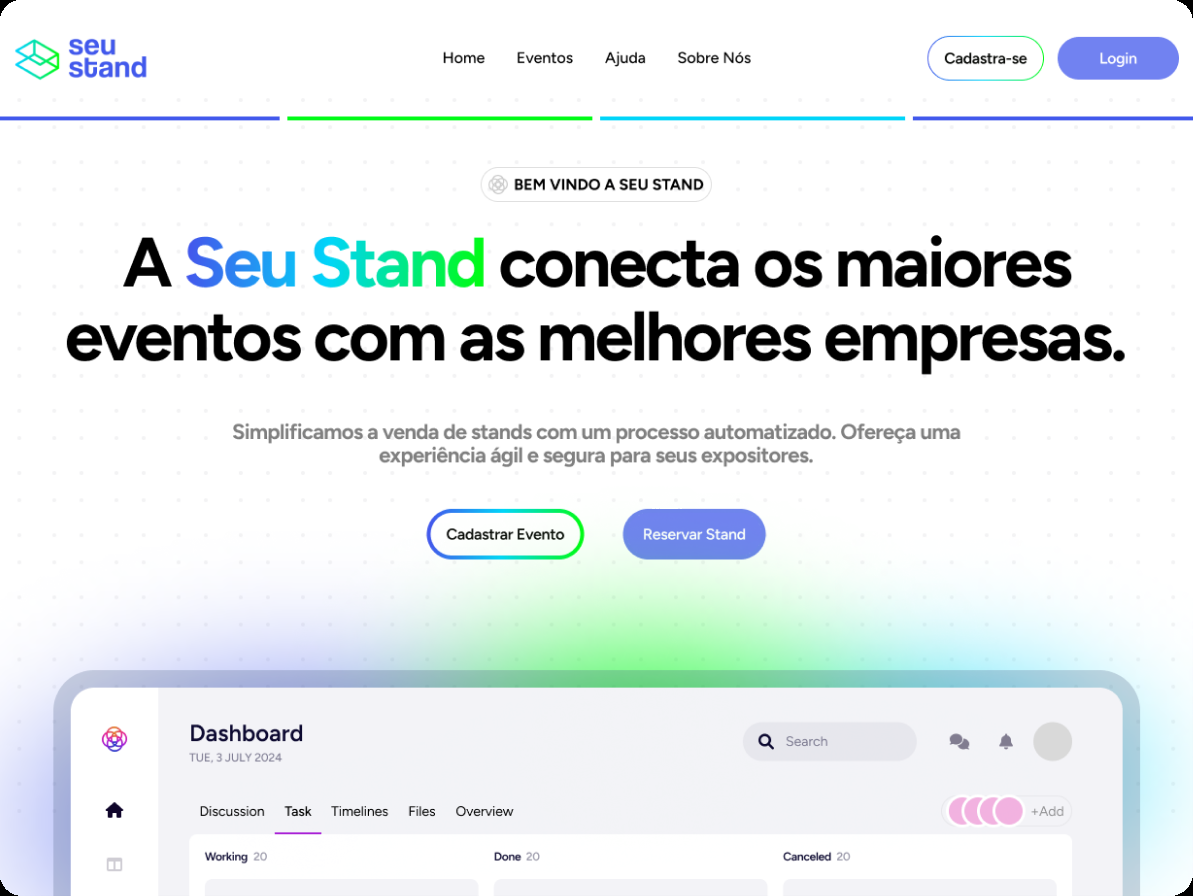 seu
stand
Home Eventos Ajuda Sobre Nós
Cadastra-se Login
BEM VINDO A SEU STAND
A Seu Stand conecta os maiores
eventos com as melhores empresas.
Simplificamos a venda de stands com um processo automatizado. Ofereça uma
experiência ágil e segura para seus expositores.
Cadastrar Evento Reservar Stand
Dashboard
TUE, 3 JULY 2024
Search
Discussion Task Timelines Files Overview
+Add
Working 20 Done 20 Canceled 20